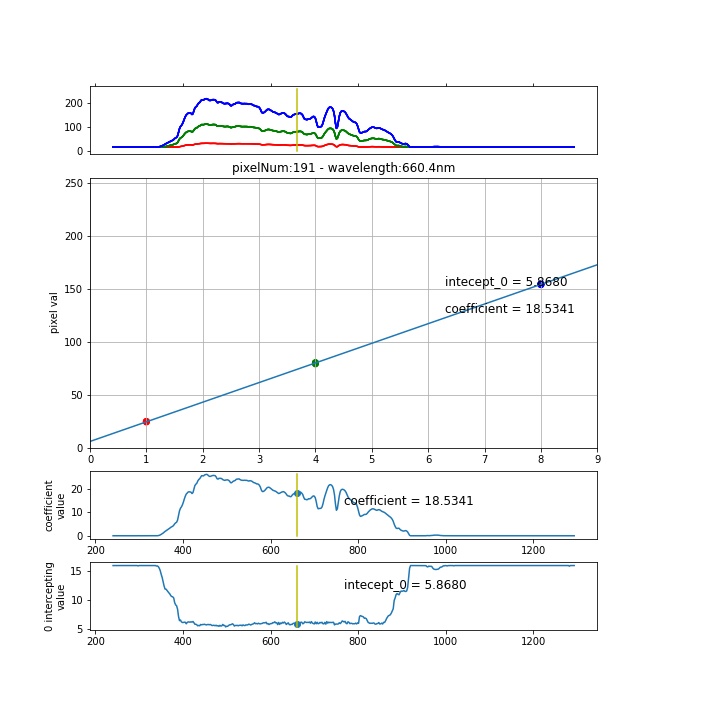 200
100
0
pixelNum:191 - wavelength:660.4nm
250
200
150
100
50
0
pixel val
intecept_0 = 5.8680
coefficient = 18.5341
0 1 2 3 4 5 6 7 8 9
20
10
0
coefficient
value
coefficient = 18.5341
200 400 600 800 1000 1200
15
10
5
0 intercepting
value
intecept_0 = 5.8680
200 400 600 800 1000 1200